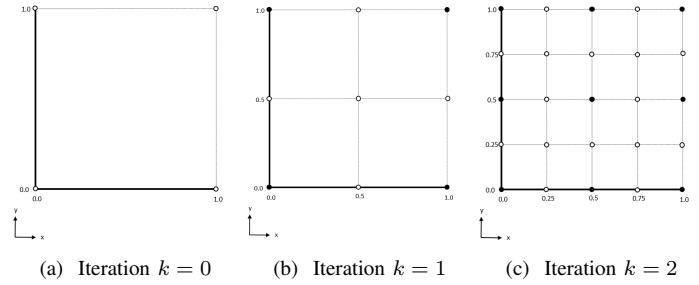 1.0
0.0
0.0 1.0
y
x
(a) Iteration k = 0
1.0
0.5
0.0
0.0 0.5 1.0
y
x
(b) Iteration k = 1
1.0
0.75
0.5
0.25
0.0
0.0 0.25 0.5 0.75 1.0
y
x
(c) Iteration k = 2